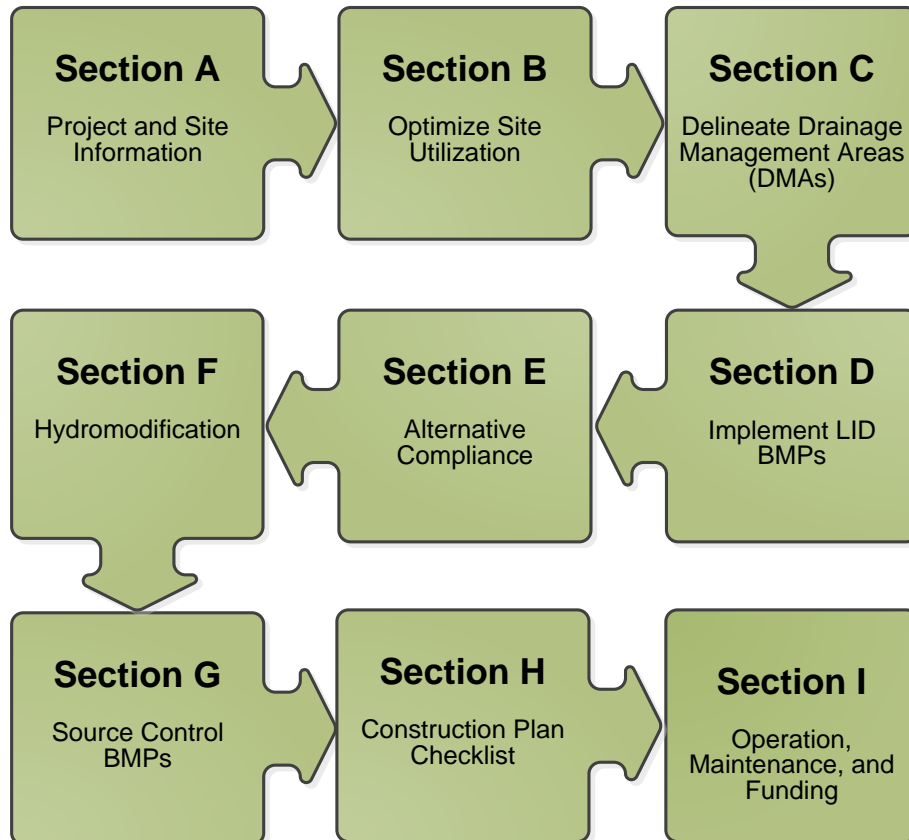 Section A
Project and Site
Information
Section B
Optimize Site
Utilization
Section C
Delineate Drainage
Management Areas
(DMAs)
Section D
Implement LID
BMPs
Section E
Alternative
Compliance
Section F
Hydromodification
Section G
Source Control
BMPs
Section H
Construction Plan
Checklist
Section I
Operation,
Maintenance, and
Funding